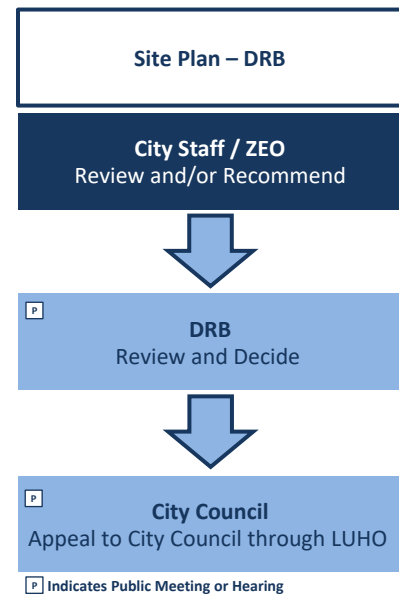 Site Plan – DRB
City Staff / ZEO
Review and/or Recommend
P
DRB
Review and Decide
P
City Council
Appeal to City Council through LUHO
P Indicates Public Meeting or Hearing